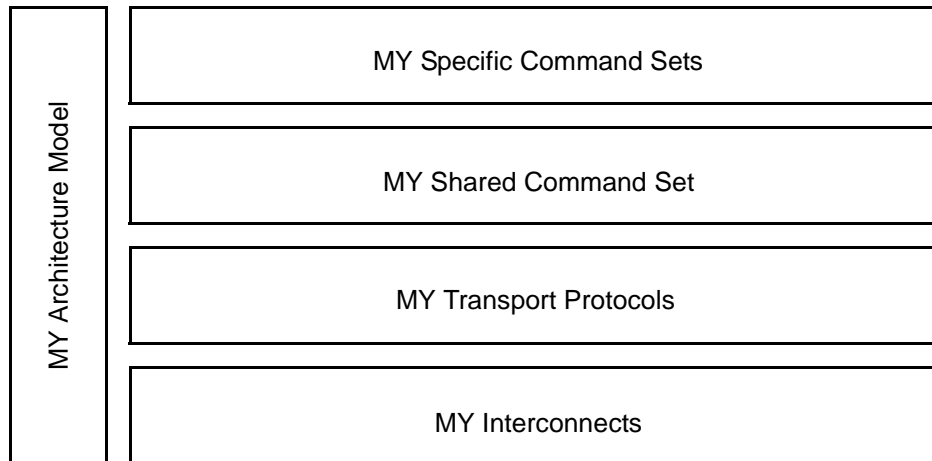 MY Architecture Model
MY Specific Command Sets
MY Shared Command Set
MY Transport Protocols
MY Interconnects